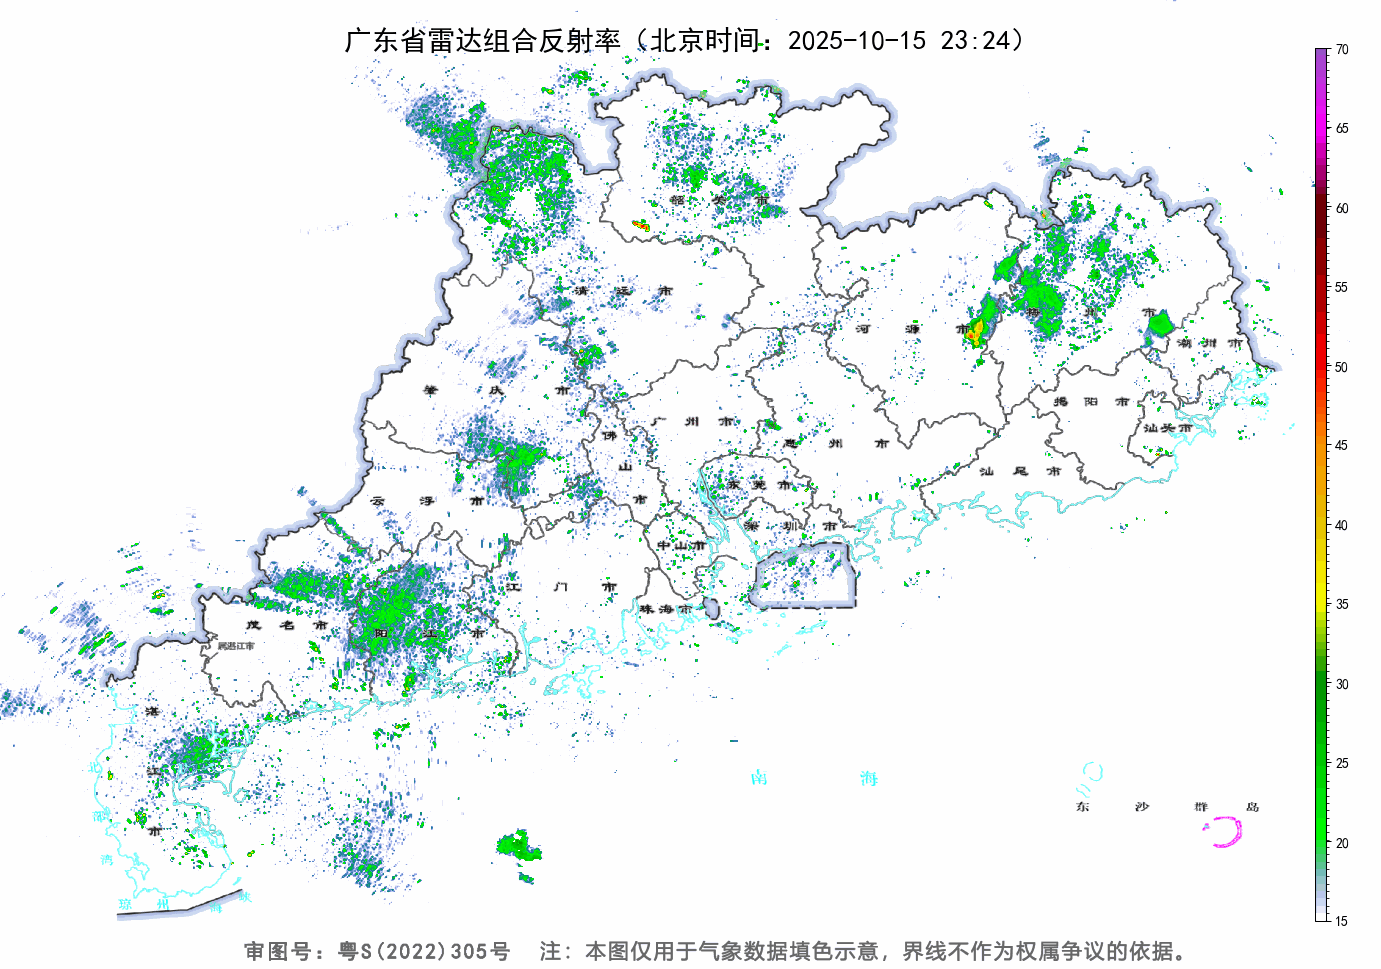 广东省雷达组合反射率（北京时间：2025-10-15 23:24）
70
65
60
55
50
45
40
35
30
25
20
15
韶关市
清远市
河源市
梅州市
潮州市
肇庆市
广州市
佛山市
惠州市
揭阳市
汕头市
汕尾市
云浮市
东莞市
深圳市
中山市
江门市
珠海市
茂名市
阳江市
属湛江市
湛江市
南海
东沙群岛
北部湾
琼州海峡
审图号：粤S(2022)305号 注：本图仅用于气象数据填色示意，界线不作为权属争议的依据。